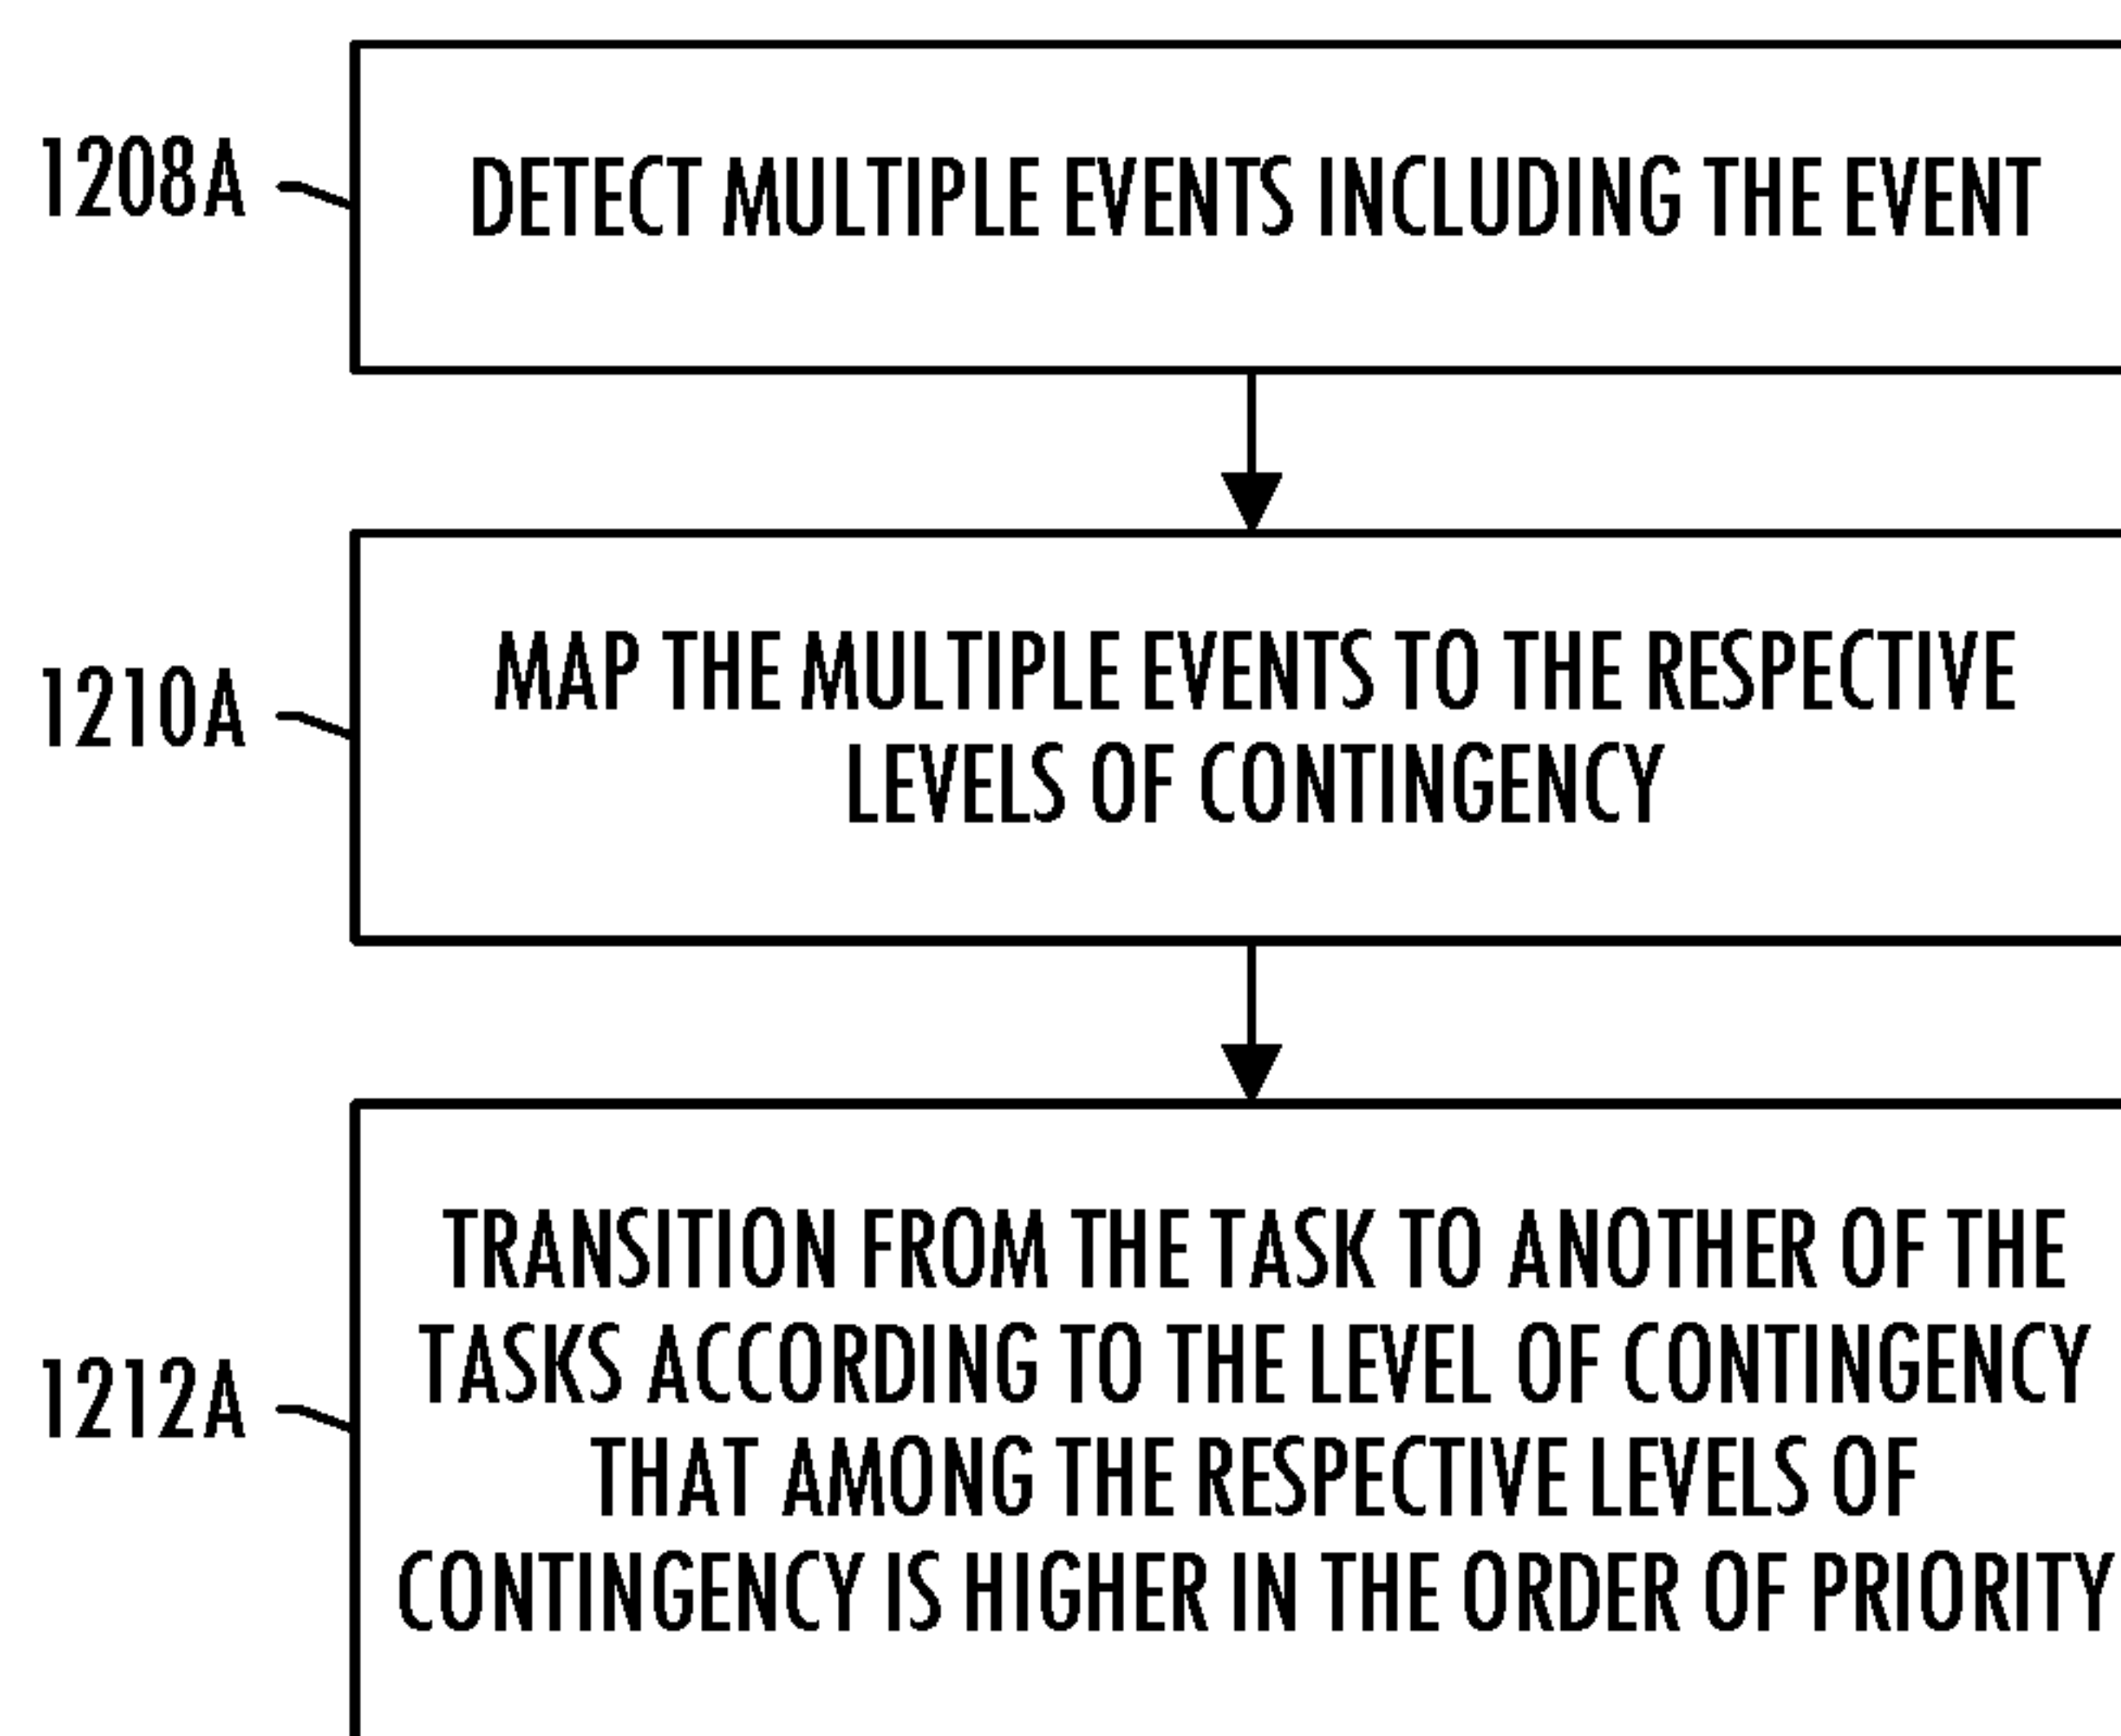 1208A
DETECT MULTIPLE EVENTS INCLUDING THE EVENT
1210A
MAP THE MULTIPLE EVENTS TO THE RESPECTIVE
LEVELS OF CONTINGENCY
1212A
TRANSITION FROM THE TASK TO ANOTHER OF THE
TASKS ACCORDING TO THE LEVEL OF CONTINGENCY
THAT AMONG THE RESPECTIVE LEVELS OF
CONTINGENCY IS HIGHER IN THE ORDER OF PRIORITY